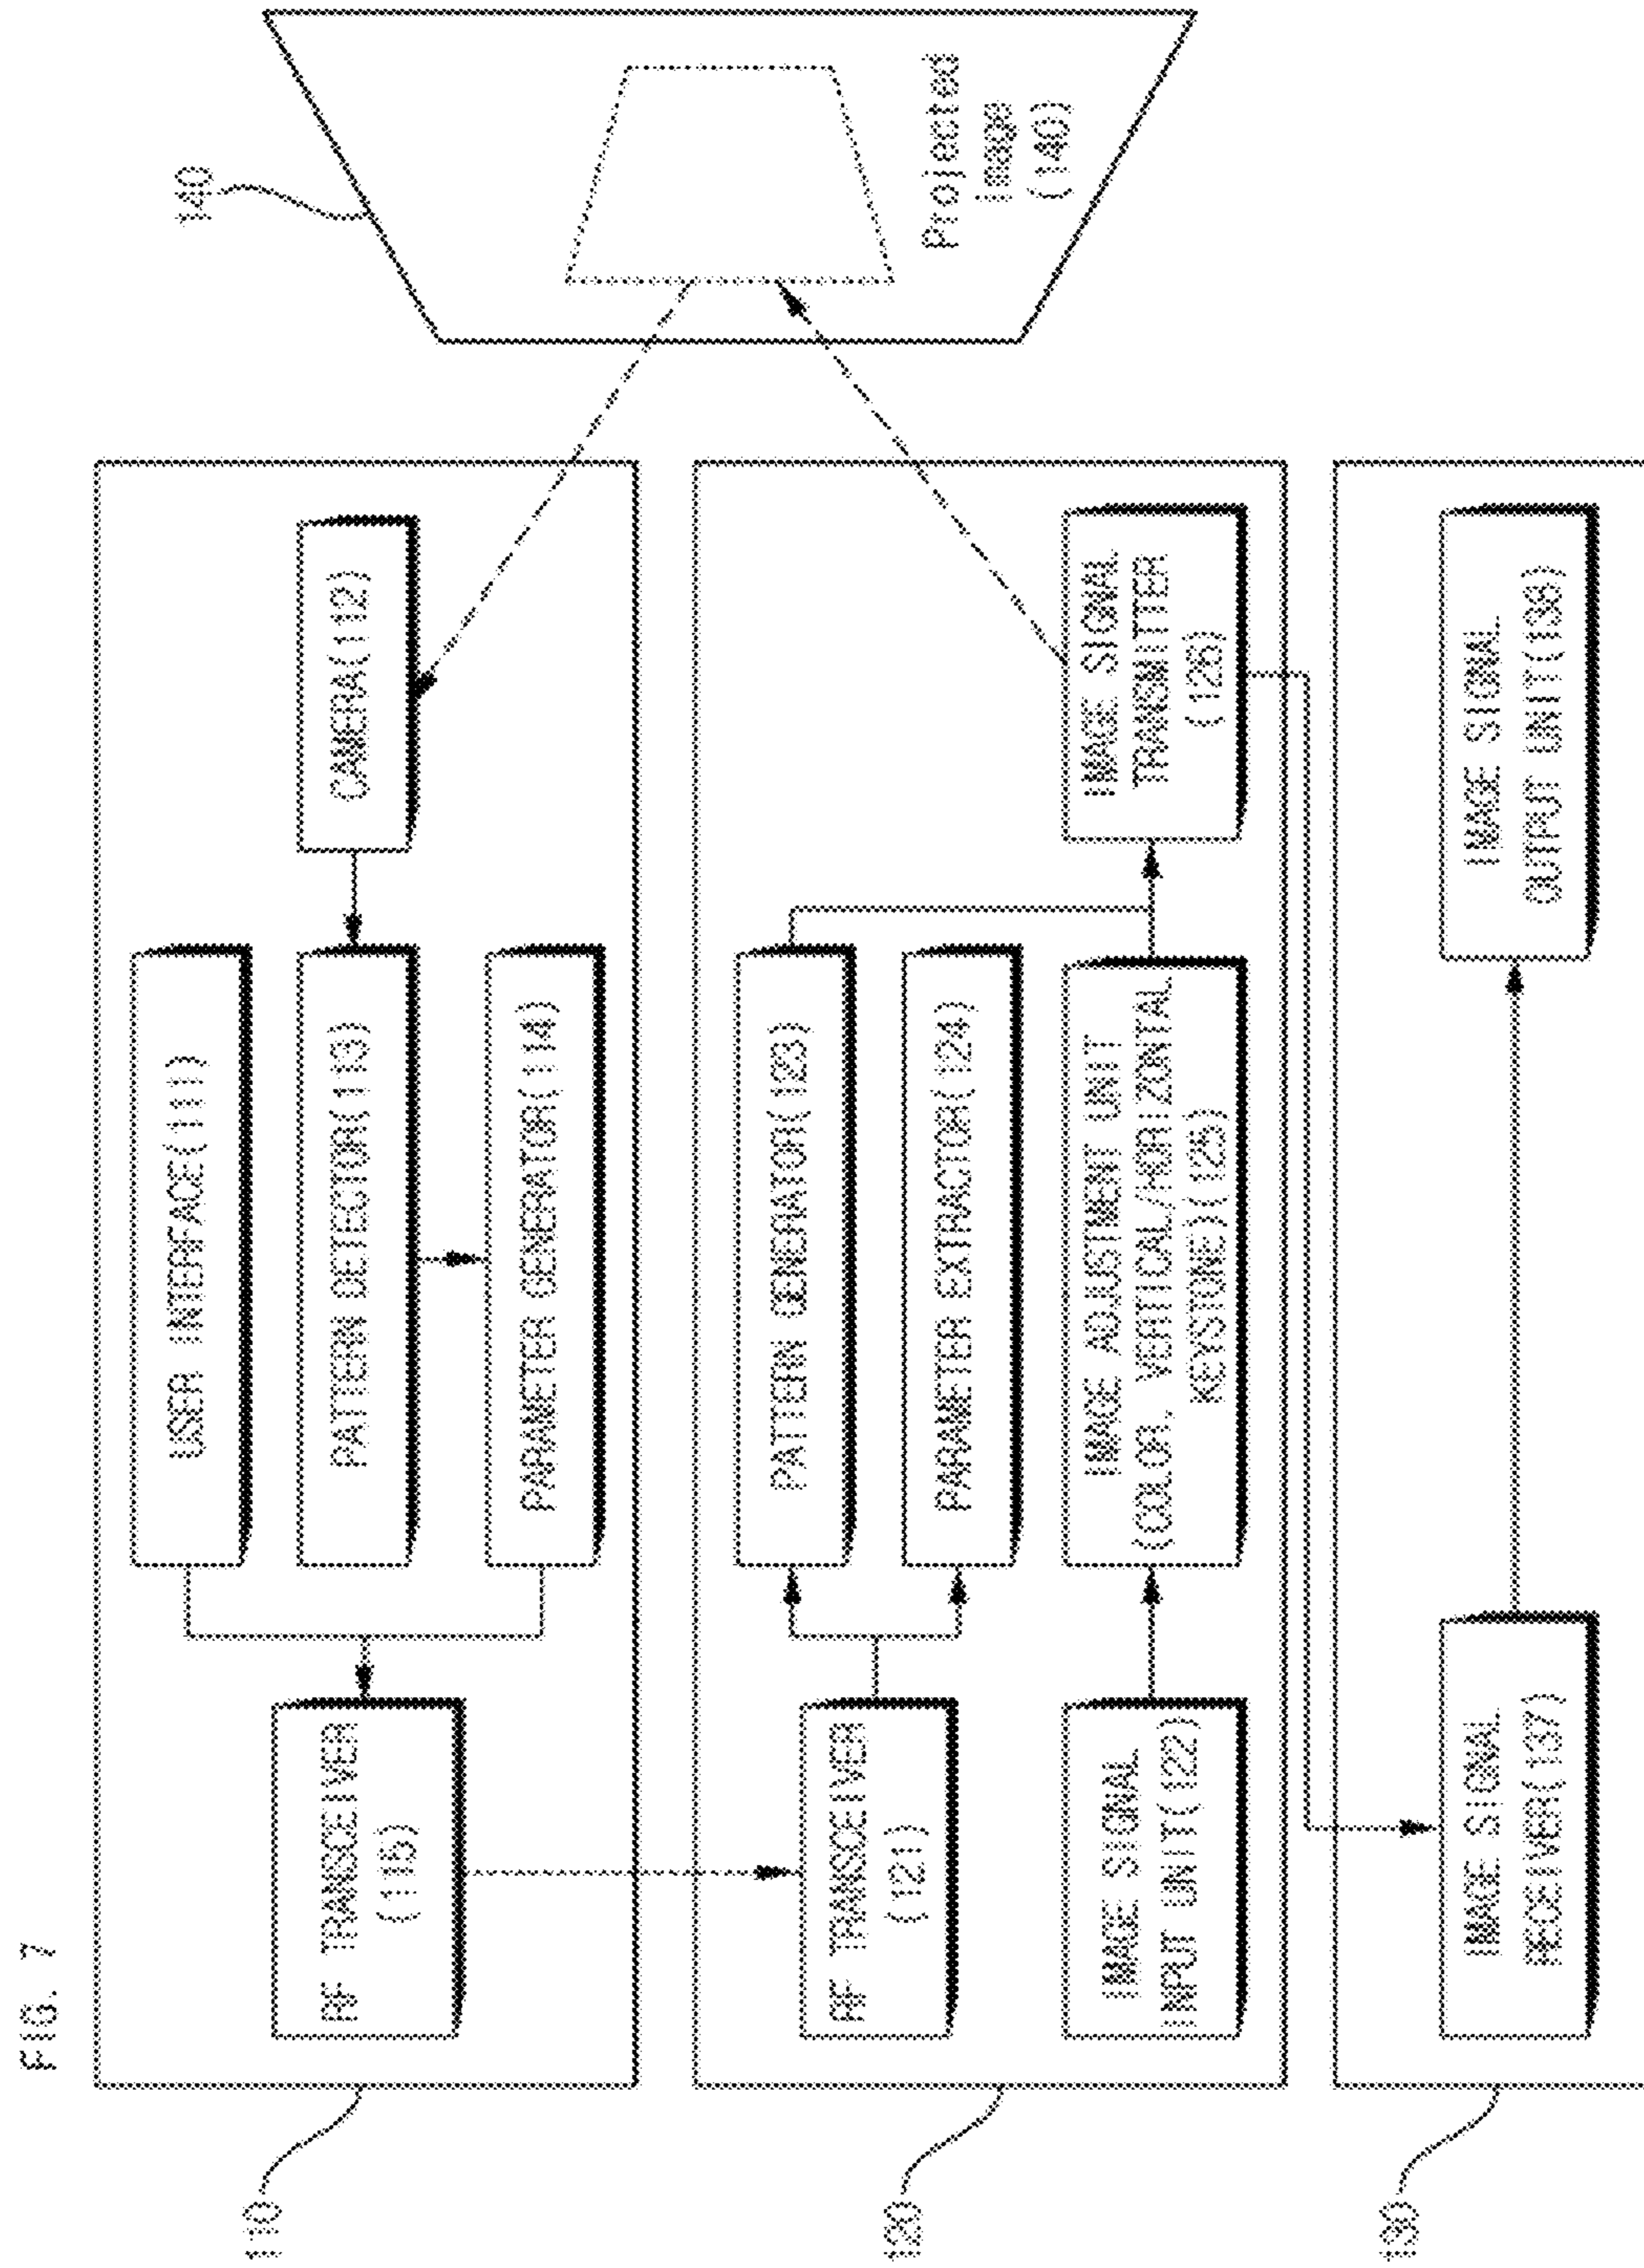 FIG. 7
110
USER INTERFACE(111)
RF TRANSCEIVER
(115)
PATTERN DETECTOR(113)
CAMERA(112)
PARAMETER GENERATOR(114)
120
PATTERN GENERATOR(123)
RF TRANSCEIVER
(121)
PARAMETER EXTRACTOR(124)
IMAGE SIGNAL
INPUT UNIT(122)
IMAGE ADJUSTMENT UNIT
(COLOR, VERTICAL/HORIZONTAL
KEYSTONE)(125)
IMAGE SIGNAL
TRANSMITTER
(126)
130
IMAGE SIGNAL
RECEIVER(137)
IMAGE SIGNAL
OUTPUT UNIT(138)
140
Projected
image
(140)